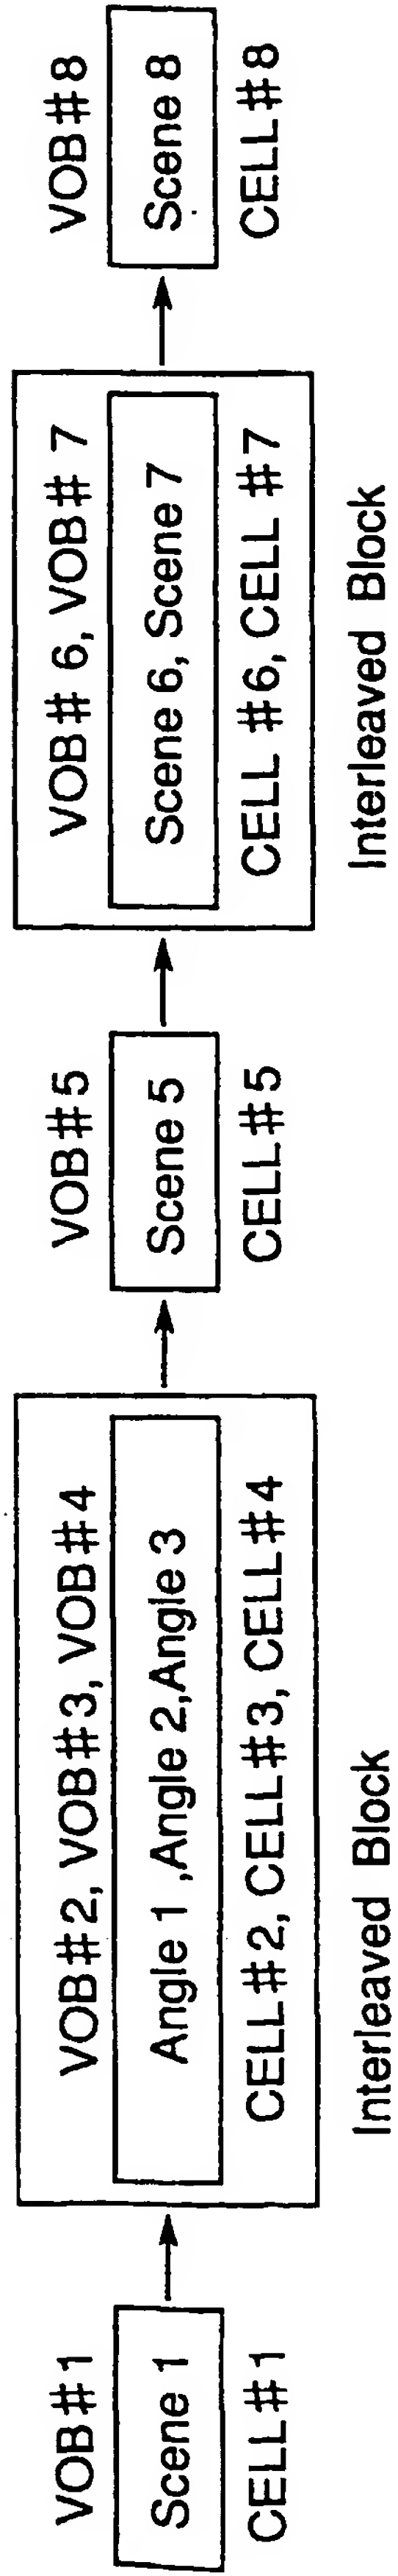 VOB#1
Scene 1
CELL#1
VOB#2, VOB#3, VOB#4
Angle 1 ,Angle 2,Angle 3
CELL#2, CELL#3, CELL#4
Interleaved Block
VOB#5
Scene 5
CELL#5
VOB# 6, VOB# 7
Scene 6, Scene 7
CELL #6, CELL #7
Interleaved Block
VOB#8
Scene 8
CELL#8